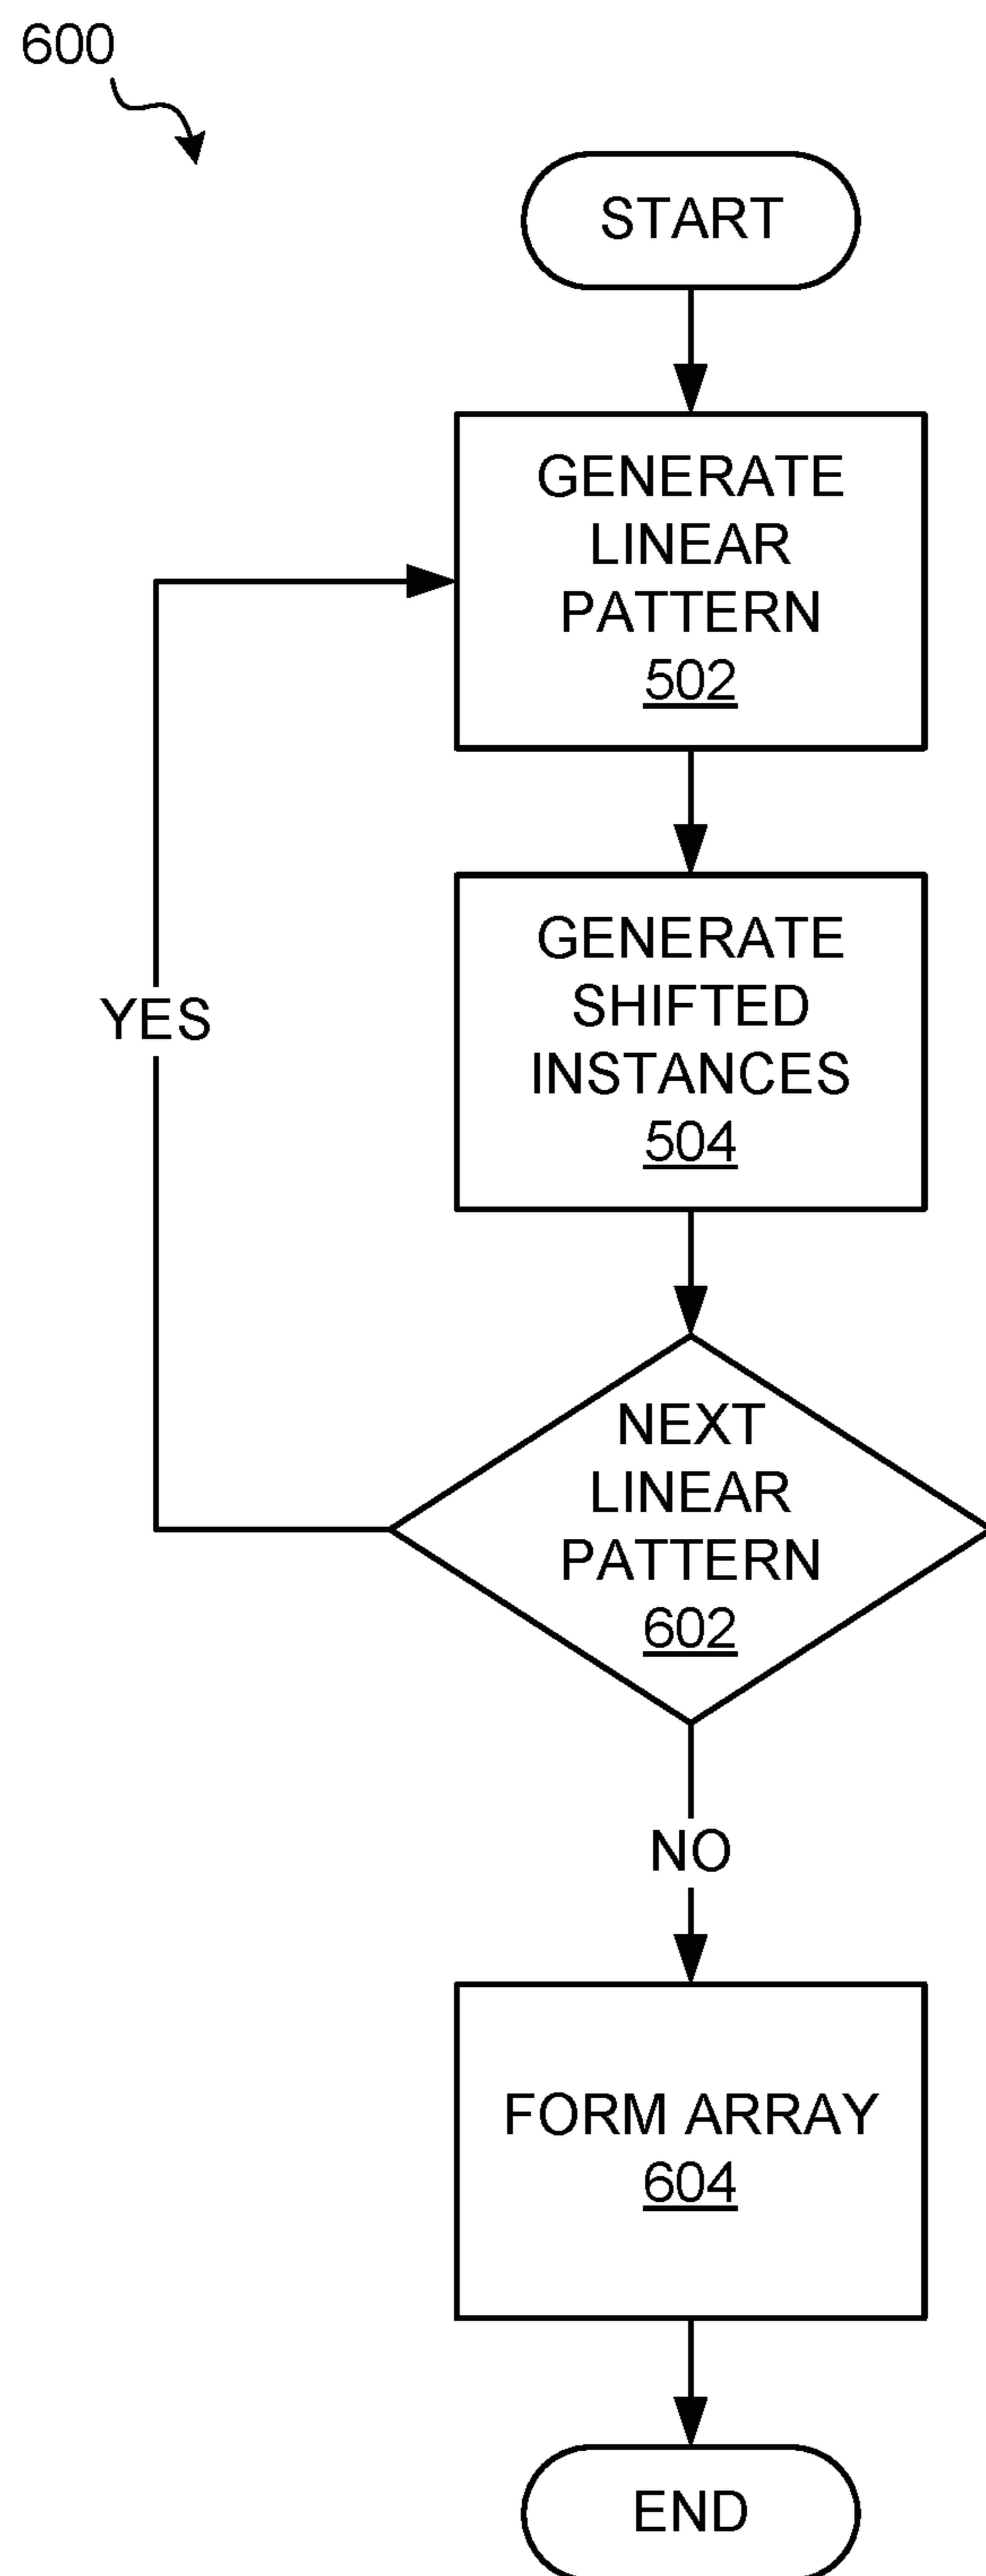 600
START
GENERATE
LINEAR
PATTERN
502
GENERATE
SHIFTED
INSTANCES
504
YES
NEXT
LINEAR
PATTERN
602
NO
FORM ARRAY
604
END